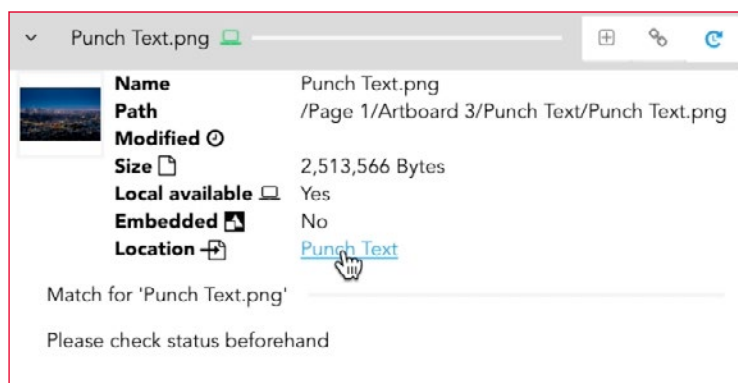 Punch Text.png
Name Punch Text.png
Path /Page 1/Artboard 3/Punch Text/Punch Text.png
Modified
Size 2,513,566 Bytes
Local available Yes
Embedded No
Location Punch Text
Match for 'Punch Text.png'
Please check status beforehand